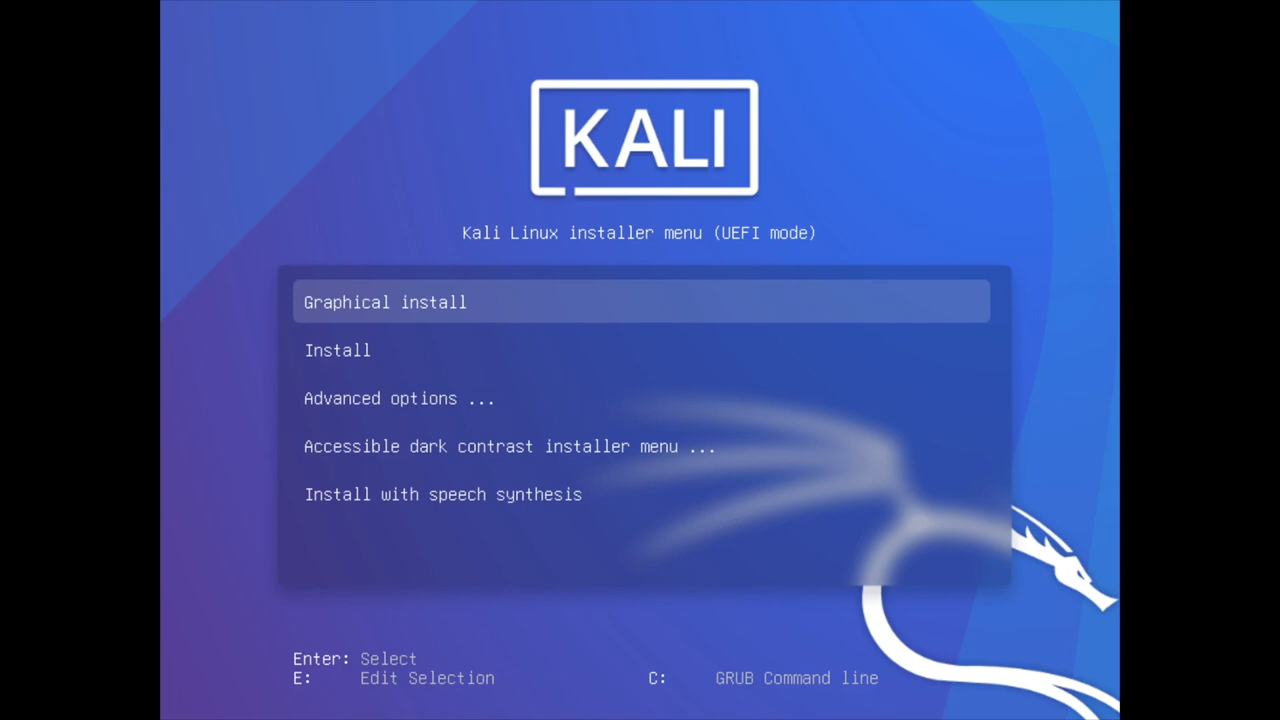 KALI
Kali Linux installer menu (UEFI mode)
Graphical install
Install
Advanced options ...
Accessible dark contrast installer menu ...
Install with speech synthesis
Enter: Select
E: Edit Selection C: GRUB Command line